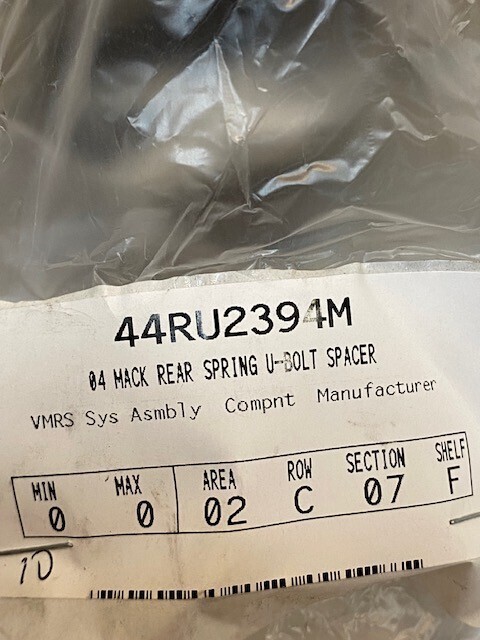 44RU2394M
04 MACK REAR SPRING U-BOLT SPACER
VMRS Sys Asmbly Compnt Manufacturer
MIN MAX AREA ROW SECTION SHELF
0 0 02 C 07 F
10